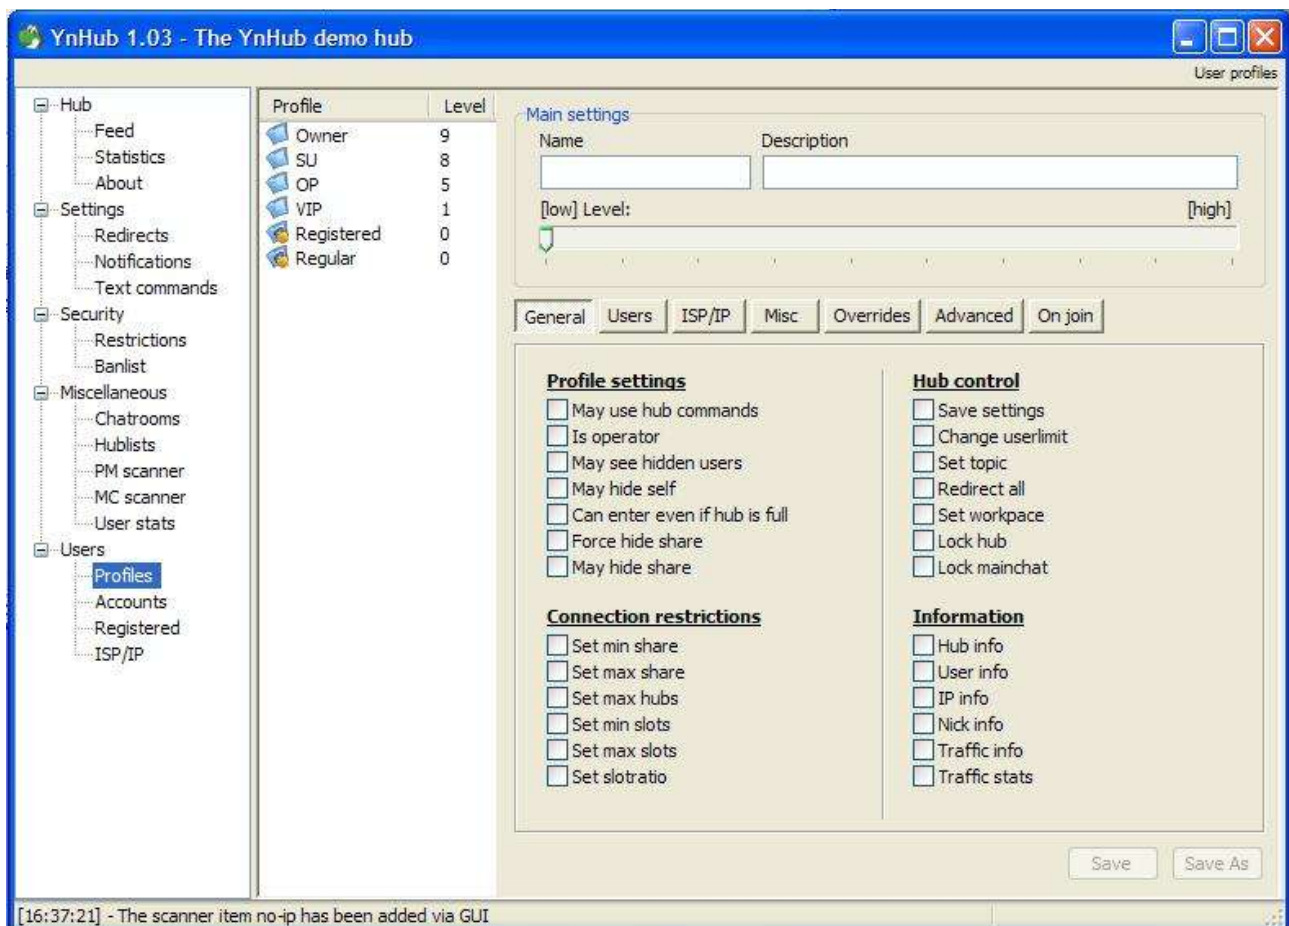 YnHub 1.03 - The YnHub demo hub
User profiles
Hub
Feed
Statistics
About
Settings
Redirects
Notifications
Text commands
Security
Restrictions
Banlist
Miscellaneous
Chatrooms
Hublists
PM scanner
MC scanner
User stats
Users
Profiles
Accounts
Registered
ISP/IP
Profile Level
Owner 9
SU 8
OP 5
VIP 1
Registered 0
Regular 0
Main settings
Name Description
[low] Level: [high]
General Users ISP/IP Misc Overrides Advanced On join
Profile settings
May use hub commands
Is operator
May see hidden users
May hide self
Can enter even if hub is full
Force hide share
May hide share
Connection restrictions
Set min share
Set max share
Set max hubs
Set min slots
Set max slots
Set slotratio
Hub control
Save settings
Change userlimit
Set topic
Redirect all
Set workpace
Lock hub
Lock mainchat
Information
Hub info
User info
IP info
Nick info
Traffic info
Traffic stats
Save Save As
[16:37:21] - The scanner item no-ip has been added via GUI